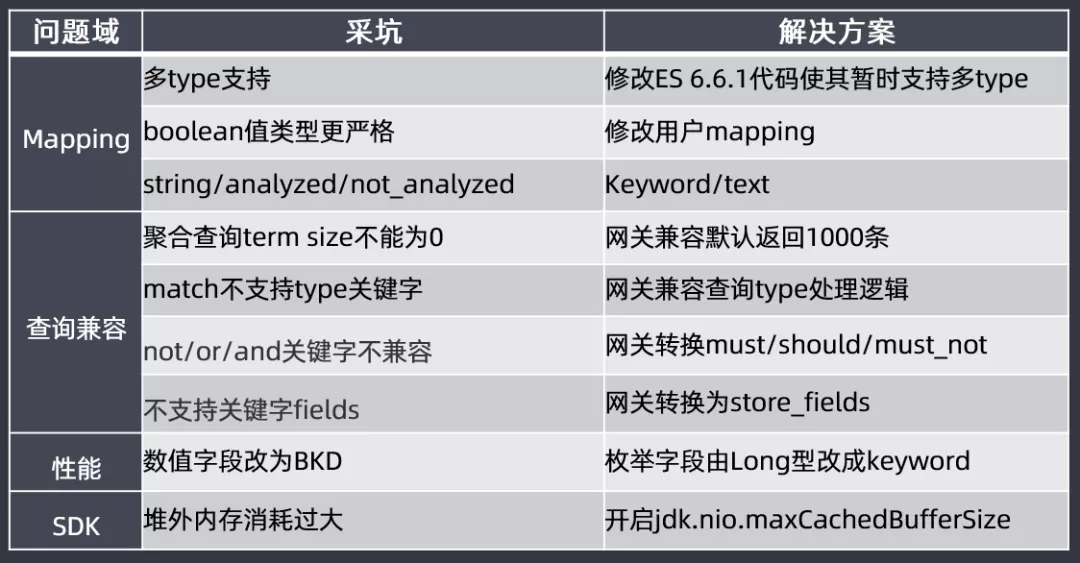 问题域 采坑 解决方案
Mapping
多type支持 修改ES 6.6.1代码使其暂时支持多type
boolean值类型更严格 修改用户mapping
string/analyzed/not_analyzed Keyword/text
查询兼容
聚合查询term size不能为0 网关兼容默认返回1000条
match不支持type关键字 网关兼容查询type处理逻辑
not/or/and关键字不兼容 网关转换must/should/must_not
不支持关键字fields 网关转换为store_fields
性能 数值字段改为BKD 枚举字段由Long型改成keyword
SDK 堆外内存消耗过大 开启jdk.nio.maxCachedBufferSize